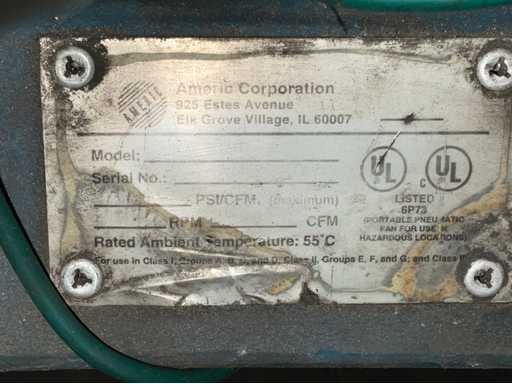 AMERIC
Americ Corporation
925 Estes Avenue
Elk Grove Village, IL 60007
Model:
Serial No.:
PSI/CFM. (maximum)
RPM CFM
Rated Ambient Temperature: 55°C
For use in Class I, Groups A, B, C, and D; Class II, Groups E, F, and G; and Class
UL
C UL
LISTED
6P73
(PORTABLE PNEUMATIC
FAN FOR USE IN
HAZARDOUS LOCATIONS)